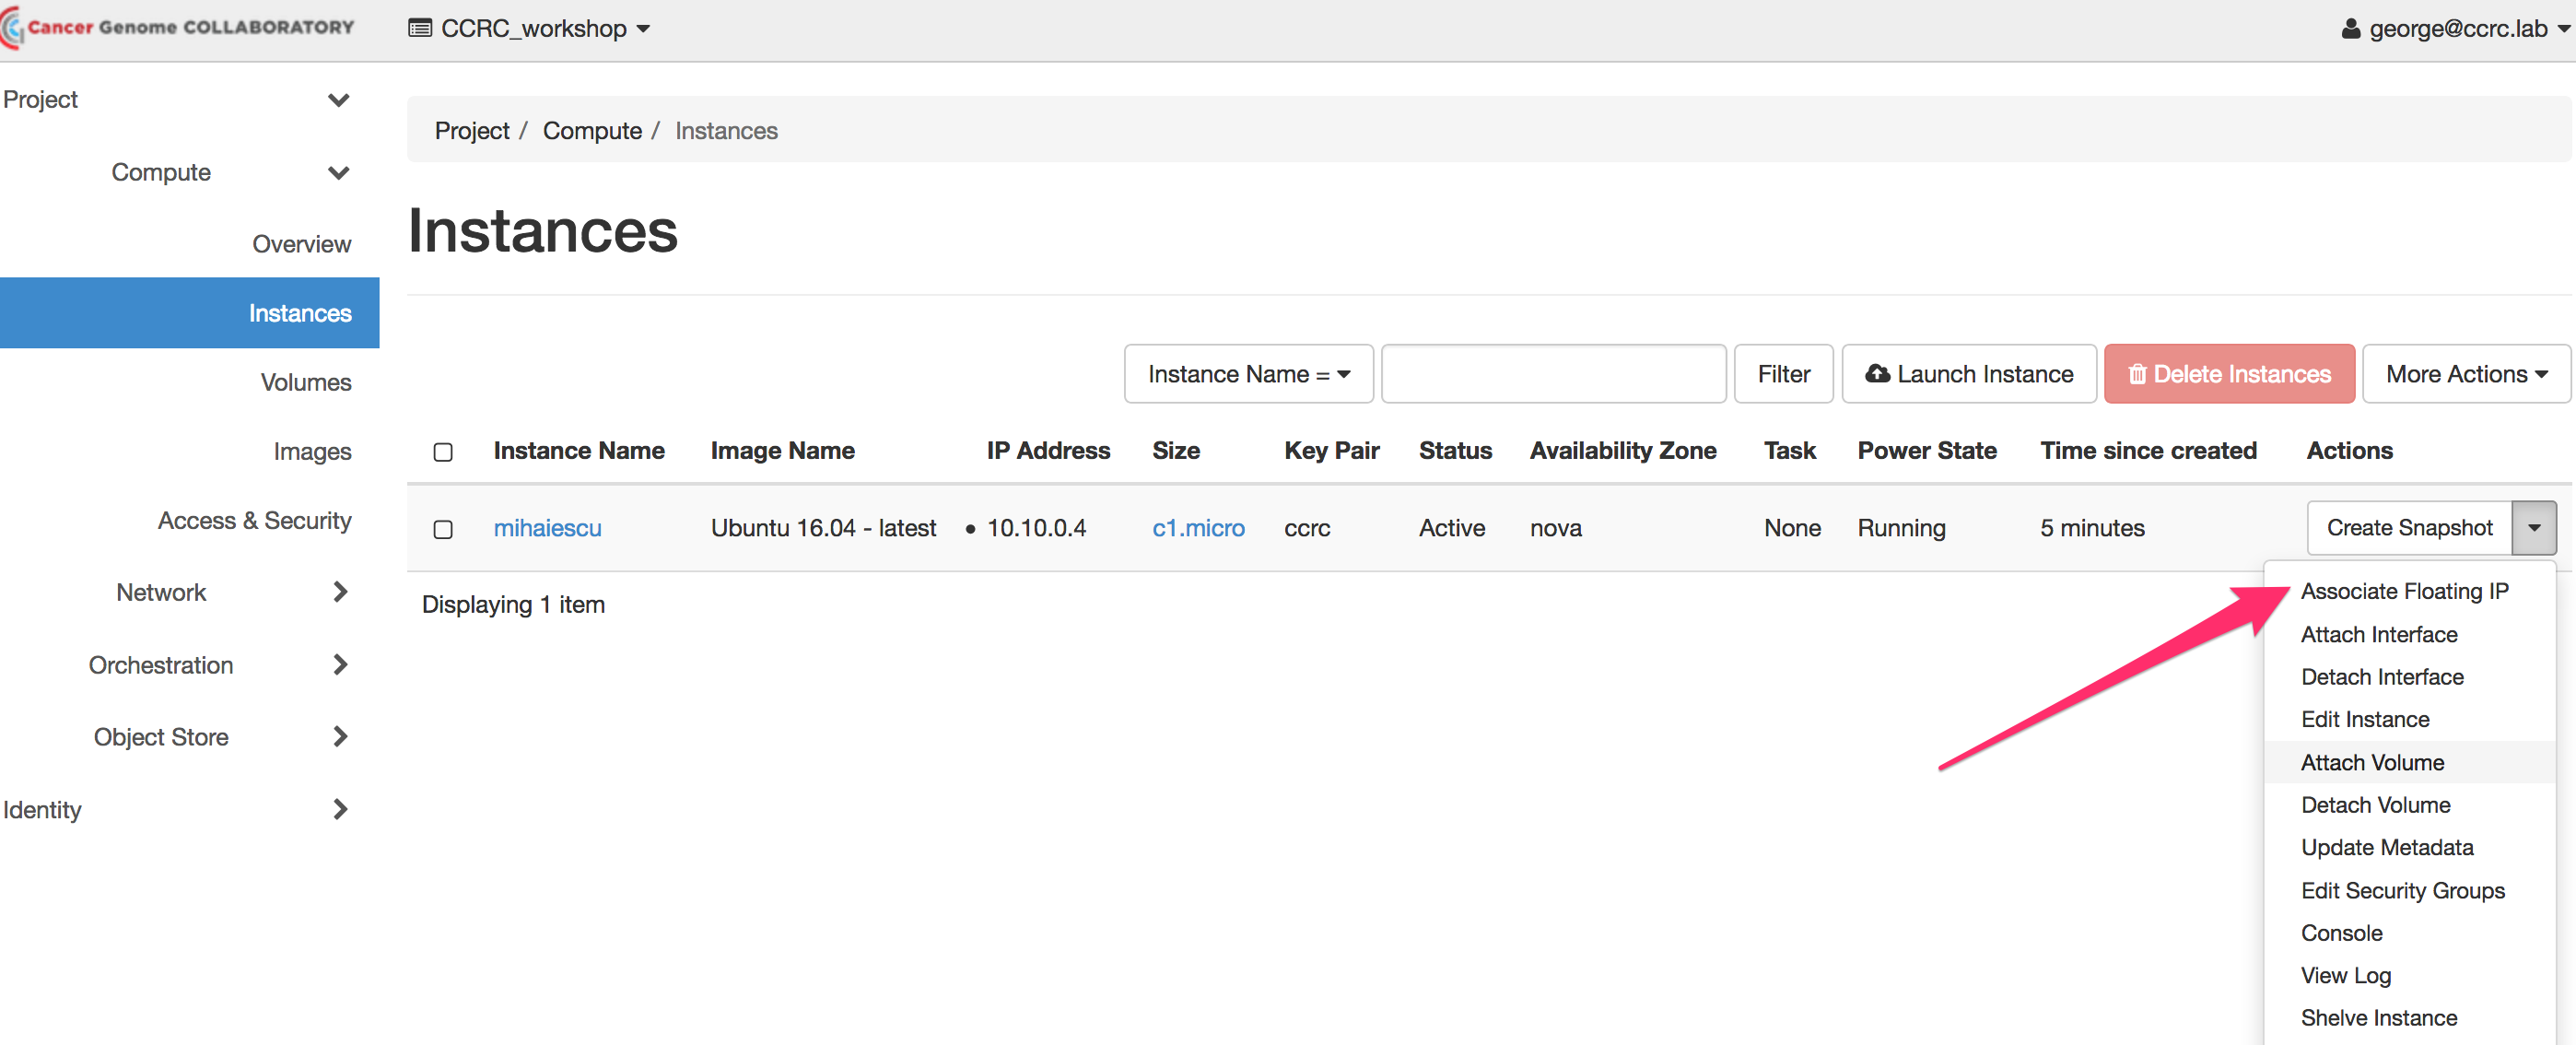 Cancer Genome COLLABORATORY CCRC_workshop george@ccrc.lab
Project
Compute
Overview
Instances
Volumes
Images
Access & Security
Network
Orchestration
Object Store
Identity
Project / Compute / Instances
Instances
Instance Name = Filter Launch Instance Delete Instances More Actions
Instance Name Image Name IP Address Size Key Pair Status Availability Zone Task Power State Time since created Actions
mihaiescu Ubuntu 16.04 - latest • 10.10.0.4 c1.micro ccrc Active nova None Running 5 minutes Create Snapshot
Displaying 1 item
Associate Floating IP
Attach Interface
Detach Interface
Edit Instance
Attach Volume
Detach Volume
Update Metadata
Edit Security Groups
Console
View Log
Shelve Instance